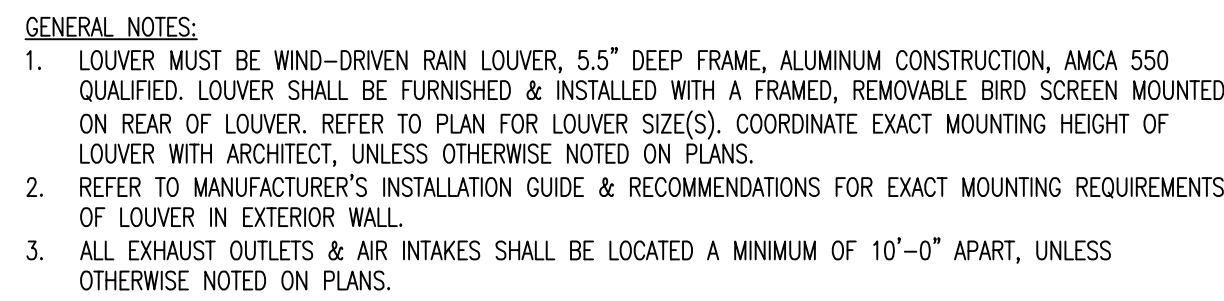 GENERAL NOTES:
1. LOUVER MUST BE WIND-DRIVEN RAIN LOUVER, 5.5" DEEP FRAME, ALUMINUM CONSTRUCTION, AMCA 550
QUALIFIED. LOUVER SHALL BE FURNISHED & INSTALLED WITH A FRAMED, REMOVABLE BIRD SCREEN MOUNTED
ON REAR OF LOUVER. REFER TO PLAN FOR LOUVER SIZE(S). COORDINATE EXACT MOUNTING HEIGHT OF
LOUVER WITH ARCHITECT, UNLESS OTHERWISE NOTED ON PLANS.
2. REFER TO MANUFACTURER'S INSTALLATION GUIDE & RECOMMENDATIONS FOR EXACT MOUNTING REQUIREMENTS
OF LOUVER IN EXTERIOR WALL.
3. ALL EXHAUST OUTLETS & AIR INTAKES SHALL BE LOCATED A MINIMUM OF 10'-0" APART, UNLESS
OTHERWISE NOTED ON PLANS.